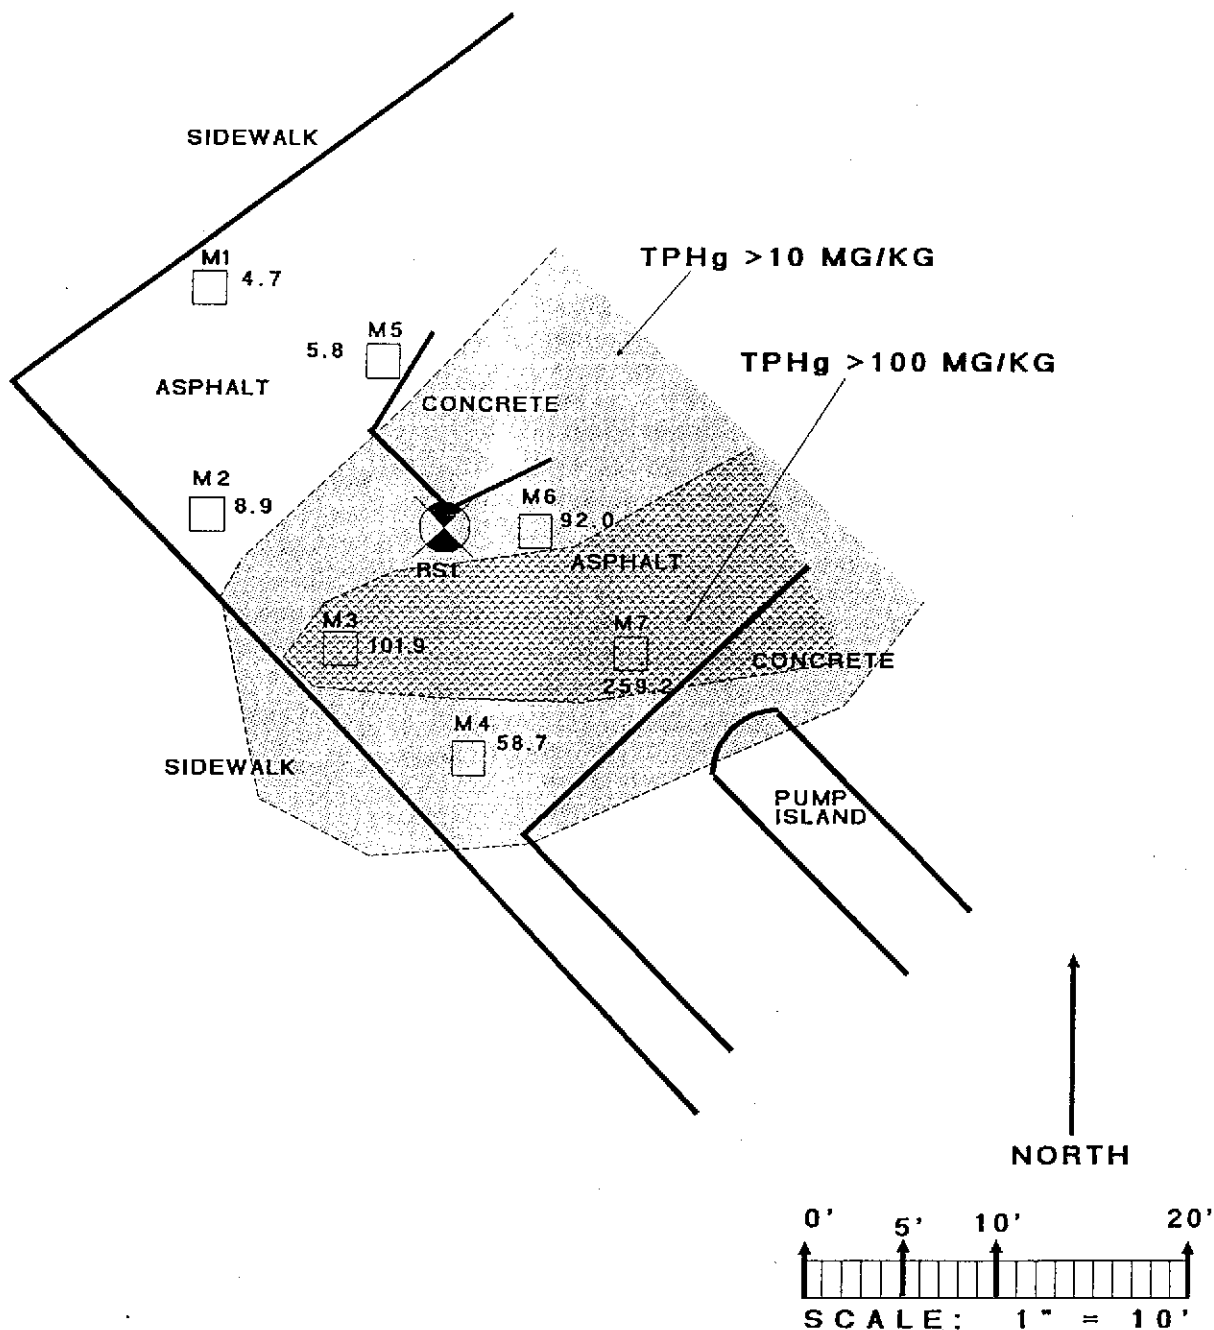 SIDEWALK
M1
4.7
TPHg >10 MG/KG
M5
5.8
TPHg >100 MG/KG
ASPHALT
CONCRETE
M2
8.9
M6
92.0
ASPHALT
RS1
M3
101.9
M7
259.2
CONCRETE
M4
58.7
SIDEWALK
PUMP
ISLAND
NORTH
0' 5' 10' 20'
SCALE: 1" = 10'